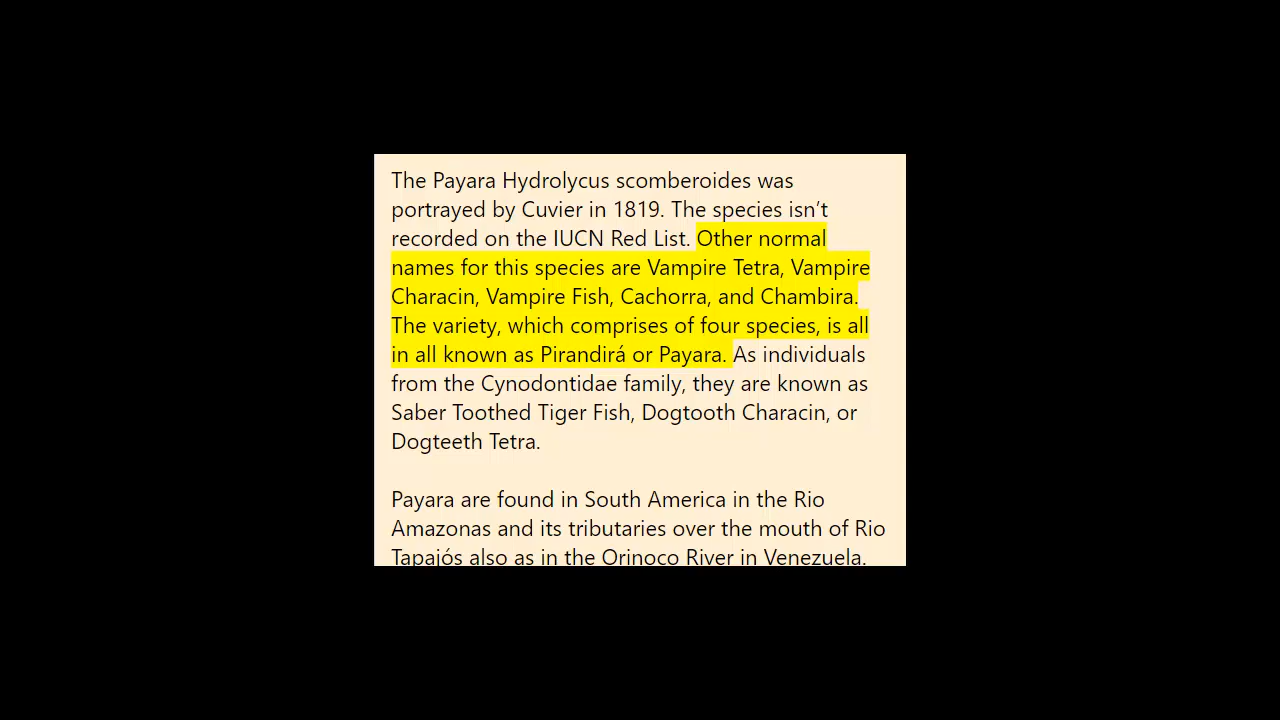 The Payara Hydrolycus scomberoides was
portrayed by Cuvier in 1819. The species isn’t
recorded on the IUCN Red List. Other normal
names for this species are Vampire Tetra, Vampire
Characin, Vampire Fish, Cachorra, and Chambira.
The variety, which comprises of four species, is all
in all known as Pirandirá or Payara. As individuals
from the Cynodontidae family, they are known as
Saber Toothed Tiger Fish, Dogtooth Characin, or
Dogteeth Tetra.
Payara are found in South America in the Rio
Amazonas and its tributaries over the mouth of Rio
Tapajós also as in the Orinoco River in Venezuela.